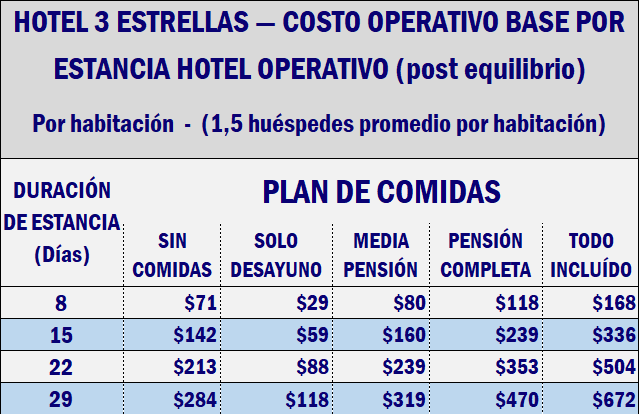 HOTEL 3 ESTRELLAS — COSTO OPERATIVO BASE POR
ESTANCIA HOTEL OPERATIVO (post equilibrio)
Por habitación - (1,5 huéspedes promedio por habitación)
DURACIÓN
DE ESTANCIA
(Días)
PLAN DE COMIDAS
SIN
COMIDAS
SOLO
DESAYUNO
MEDIA
PENSIÓN
PENSIÓN
COMPLETA
TODO
INCLUÍDO
8 $71 $29 $80 $118 $168
15 $142 $59 $160 $239 $336
22 $213 $88 $239 $353 $504
29 $284 $118 $319 $470 $672